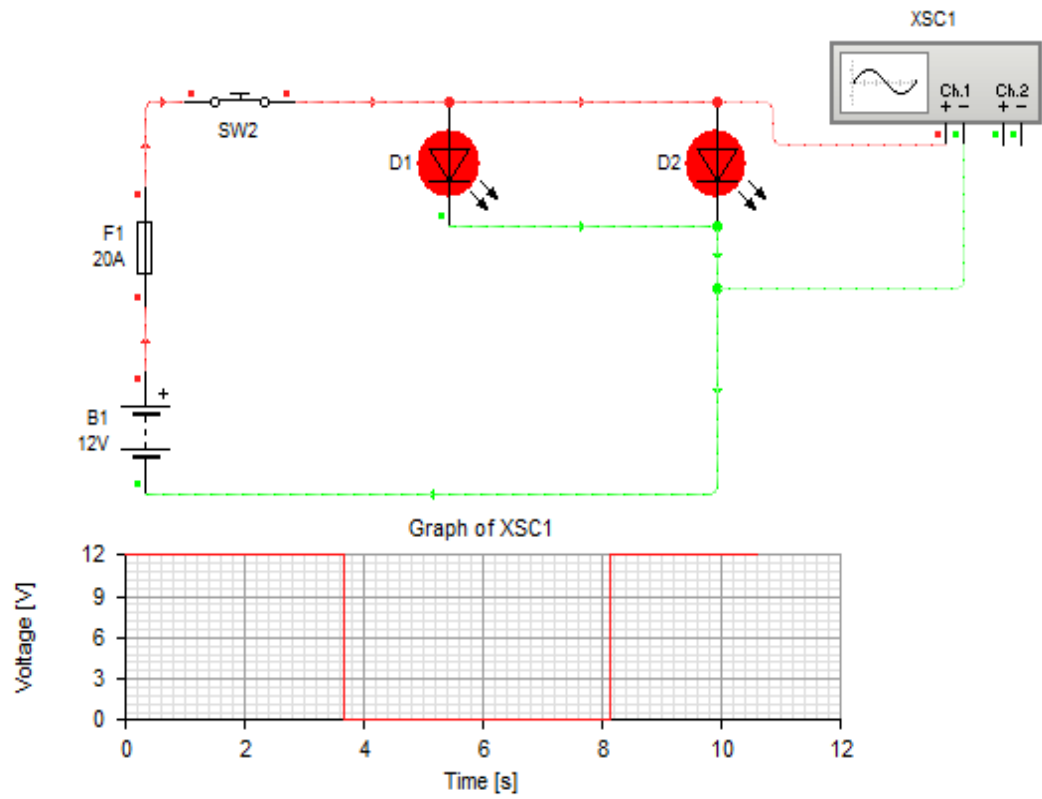 XSC1
Ch.1 Ch.2
+ − + −
SW2
D1
D2
F1
20A
+
B1
12V
Graph of XSC1
Voltage [V]
12
9
6
3
0
0 2 4 6 8 10 12
Time [s]